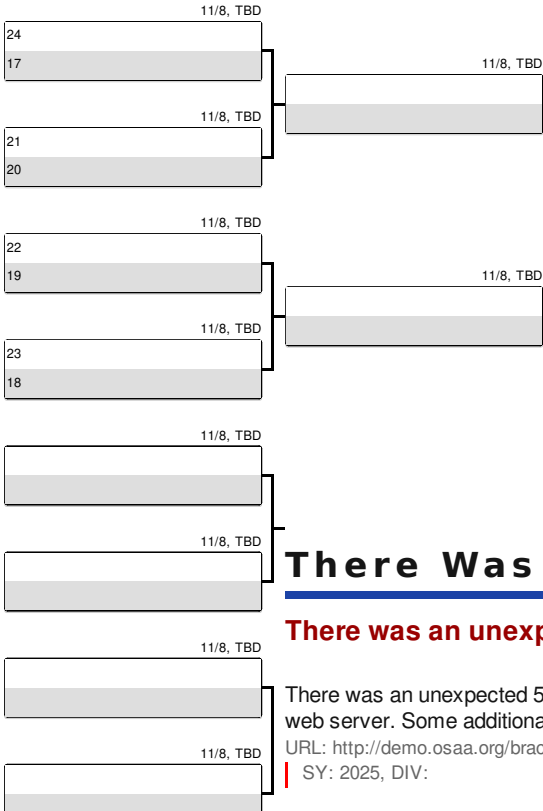 11/8, TBD
24
17
11/8, TBD
11/8, TBD
21
20
11/8, TBD
22
19
11/8, TBD
11/8, TBD
23
18
11/8, TBD
11/8, TBD
There Was
There was an unexp
11/8, TBD
There was an unexpected 5
web server. Some additiona
URL: http://demo.osaa.org/brac
SY: 2025, DIV:
11/8, TBD